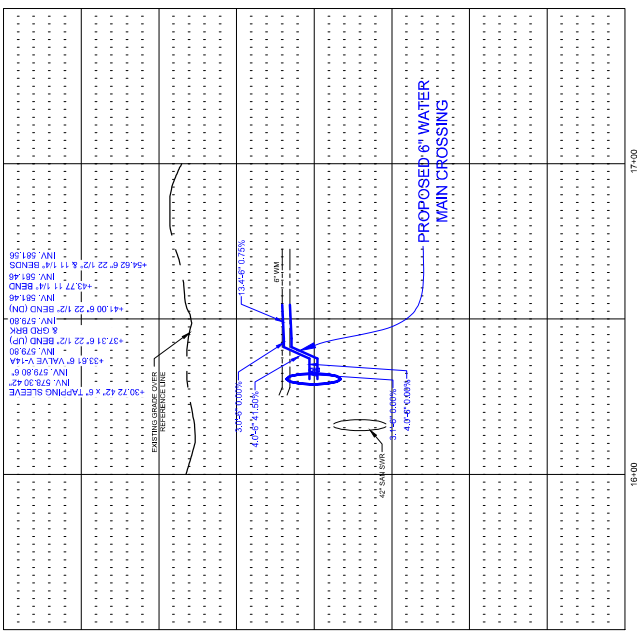 +30.72 42" x 6" TAPPING SLEEVE
INV. 578.30 42"
INV. 579.80 6"
+33.61 6" VALVE V-14A
INV. 579.80
+37.31 6" 22 1/2° BEND (UP)
& GRD BRK
INV. 579.80
+41.00 6" 22 1/2° BEND (DN)
INV. 581.46
+43.77 11 1/4° BEND
INV. 581.46
+54.62 6" 22 1/2° & 11 1/4° BENDS
INV. 581.56
EXISTING GRADE OVER
REFERENCE LINE
13.4'-6" 0.75%
3.0'-6" 0.00%
4.0'-6" 41.50%
6" WM
42" SAN SWR
3.1'-6" 0.00%
4.0'-6" 0.00%
PROPOSED 6" WATER
MAIN CROSSING
16+00
17+00